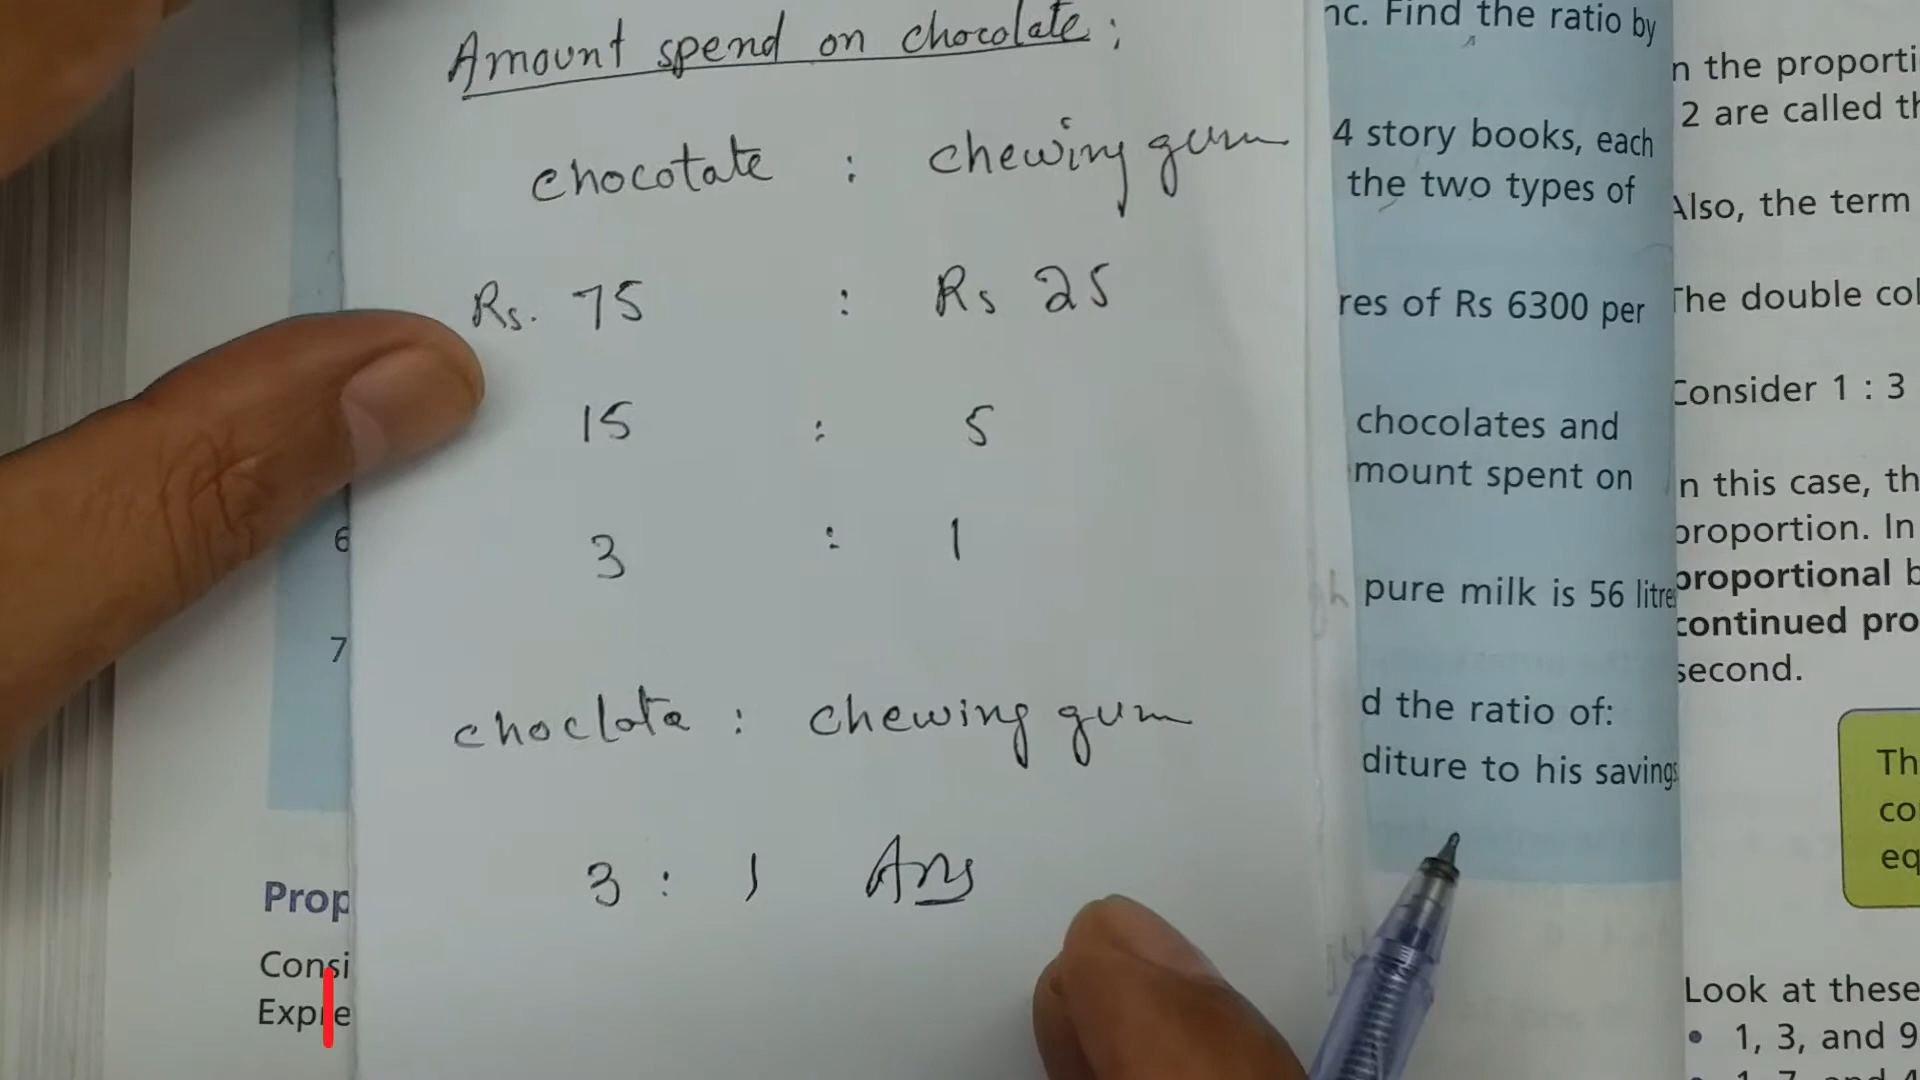 Amount spend on chocolate :
chocotate : chewing gum
Rs. 75 : Rs 25
15 : 5
3 : 1
choclate : chewing gum
3 : 1 Ans
6
7
Prop
Consi
Expre
nc. Find the ratio by
4 story books, each
the two types of
res of Rs 6300 per
chocolates and
mount spent on
pure milk is 56 litre
d the ratio of:
diture to his savings
n the proporti
2 are called th
Also, the term
The double col
Consider 1 : 3
n this case, th
proportion. In
proportional b
continued pro
second.
Th
co
eq
Look at these
• 1, 3, and 9